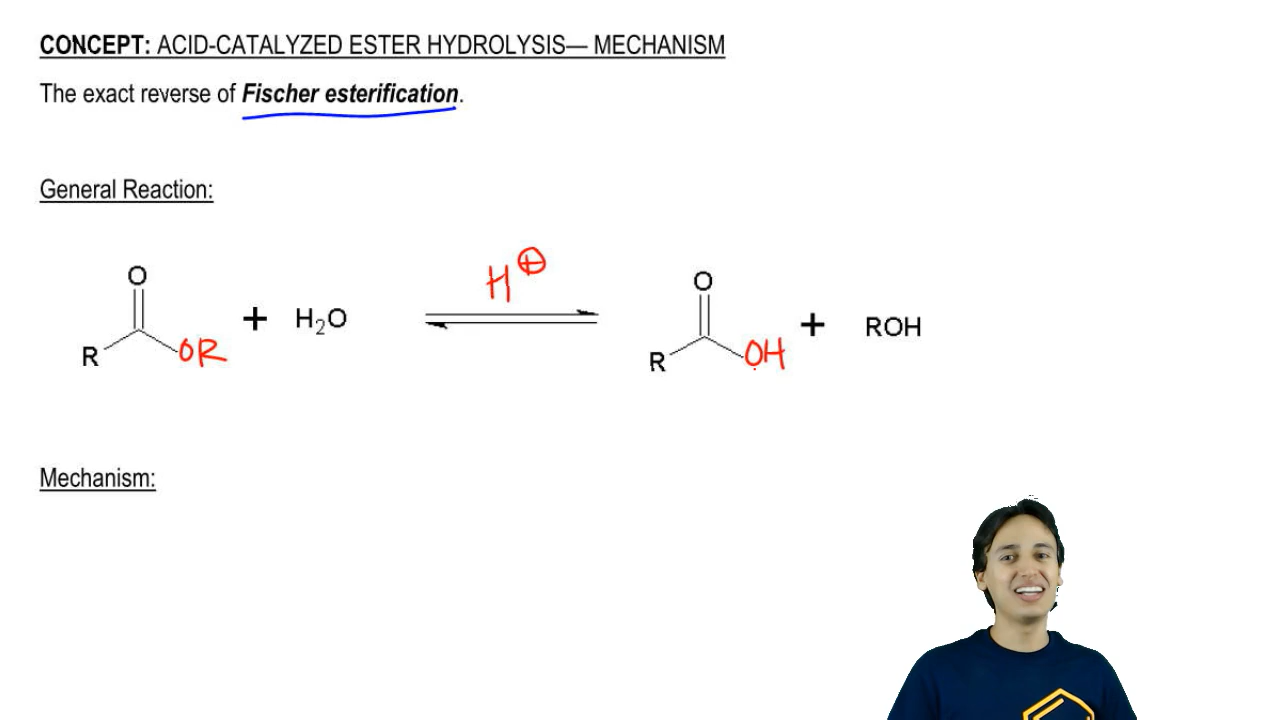 CONCEPT: ACID-CATALYZED ESTER HYDROLYSIS— MECHANISM
The exact reverse of Fischer esterification.
General Reaction:
O
R OR + H₂O H⊕ O
R OH + ROH
Mechanism: